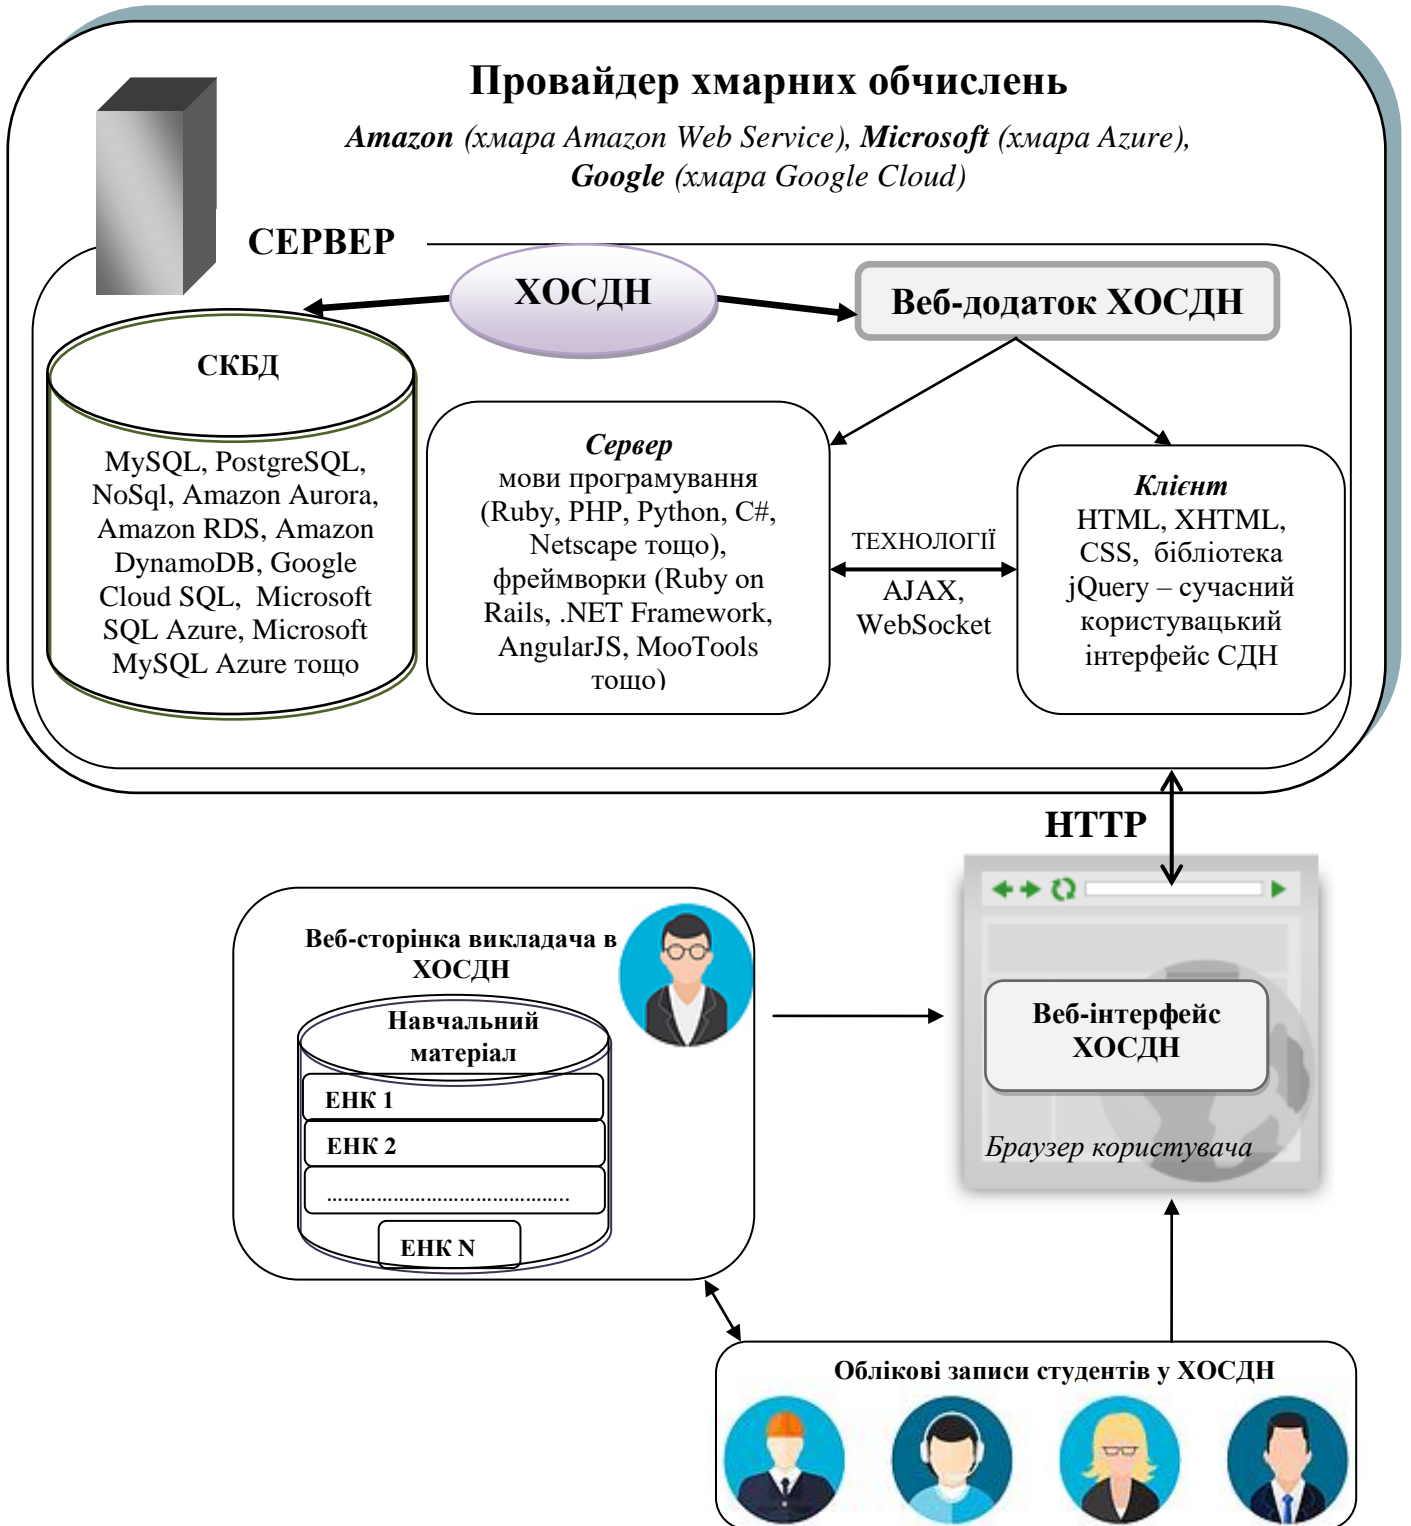 Провайдер хмарних обчислень
Amazon (хмара Amazon Web Service), Microsoft (хмара Azure),
Google (хмара Google Cloud)
СЕРВЕР
ХОСДН
Веб-додаток ХОСДН
СКБД
MySQL, PostgreSQL,
NoSql, Amazon Aurora,
Amazon RDS, Amazon
DynamoDB, Google
Cloud SQL, Microsoft
SQL Azure, Microsoft
MySQL Azure тощо
Сервер
мови програмування
(Ruby, PHP, Python, C#,
Netscape тощо),
фреймворки (Ruby on
Rails, .NET Framework,
AngularJS, MooTools
тощо)
ТЕХНОЛОГІЇ
AJAX,
WebSocket
Клієнт
HTML, XHTML,
CSS, бібліотека
jQuery – сучасний
користувацький
інтерфейс СДН
HTTP
Веб-сторінка викладача в
ХОСДН
Навчальний
матеріал
ЕНК 1
ЕНК 2
……………………………………..
ЕНК N
Веб-інтерфейс
ХОСДН
Браузер користувача
Облікові записи студентів у ХОСДН